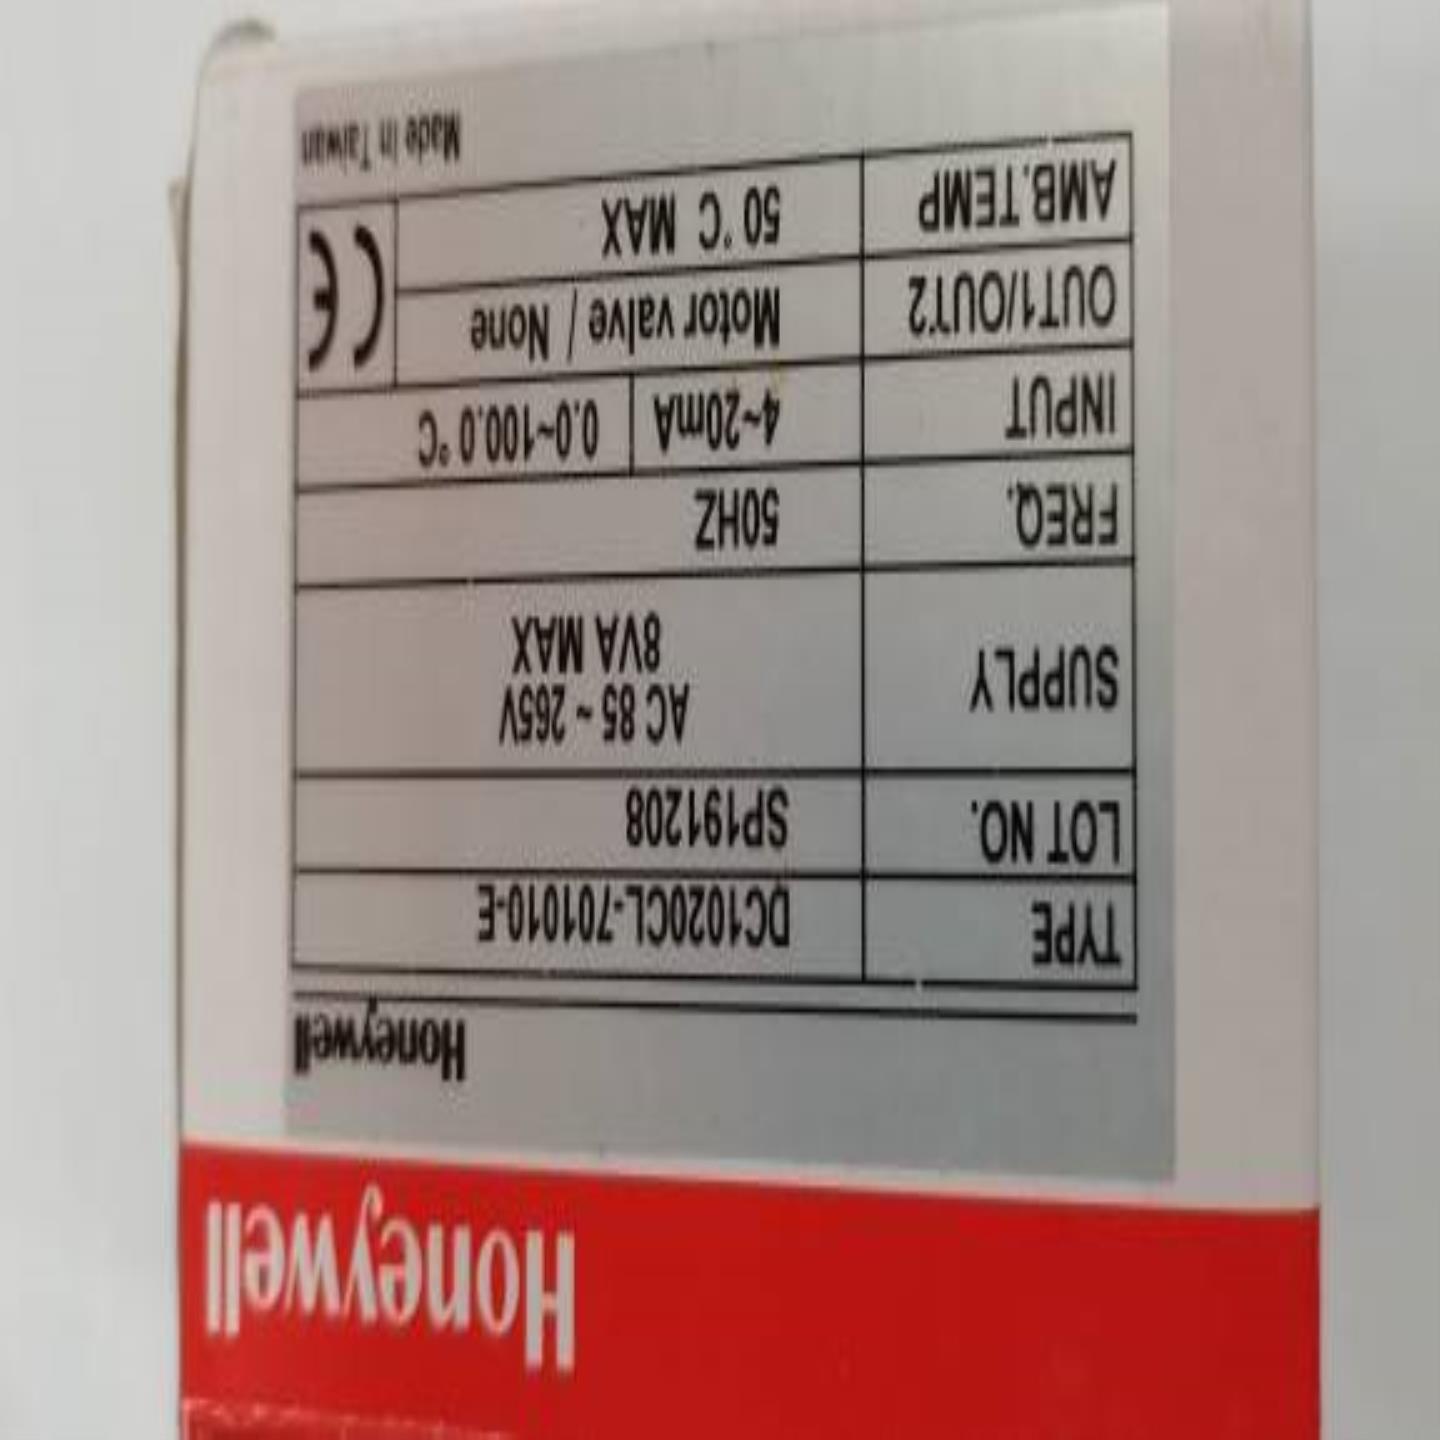 Honeywell
Honeywell
TYPE DC1020CL-701010-E
LOT NO. SP191208
SUPPLY AC 85 ~ 265V
8VA MAX
FREQ. 50HZ
INPUT 4~20mA 0.0~100.0 °C
OUT1/OUT2 Motor valve / None
AMB.TEMP 50°C MAX CE
Made in Taiwan